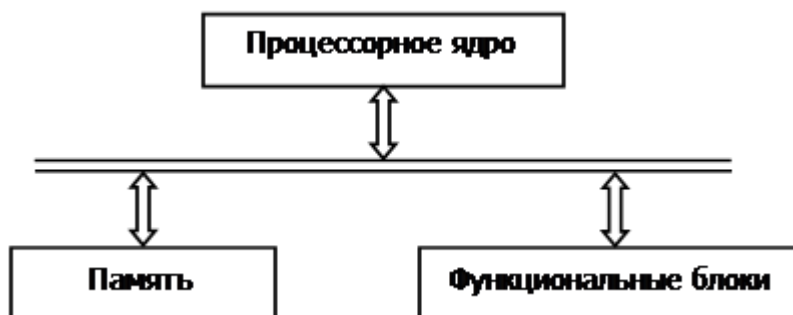 Процессорное ядро
Память
Функциональные блоки